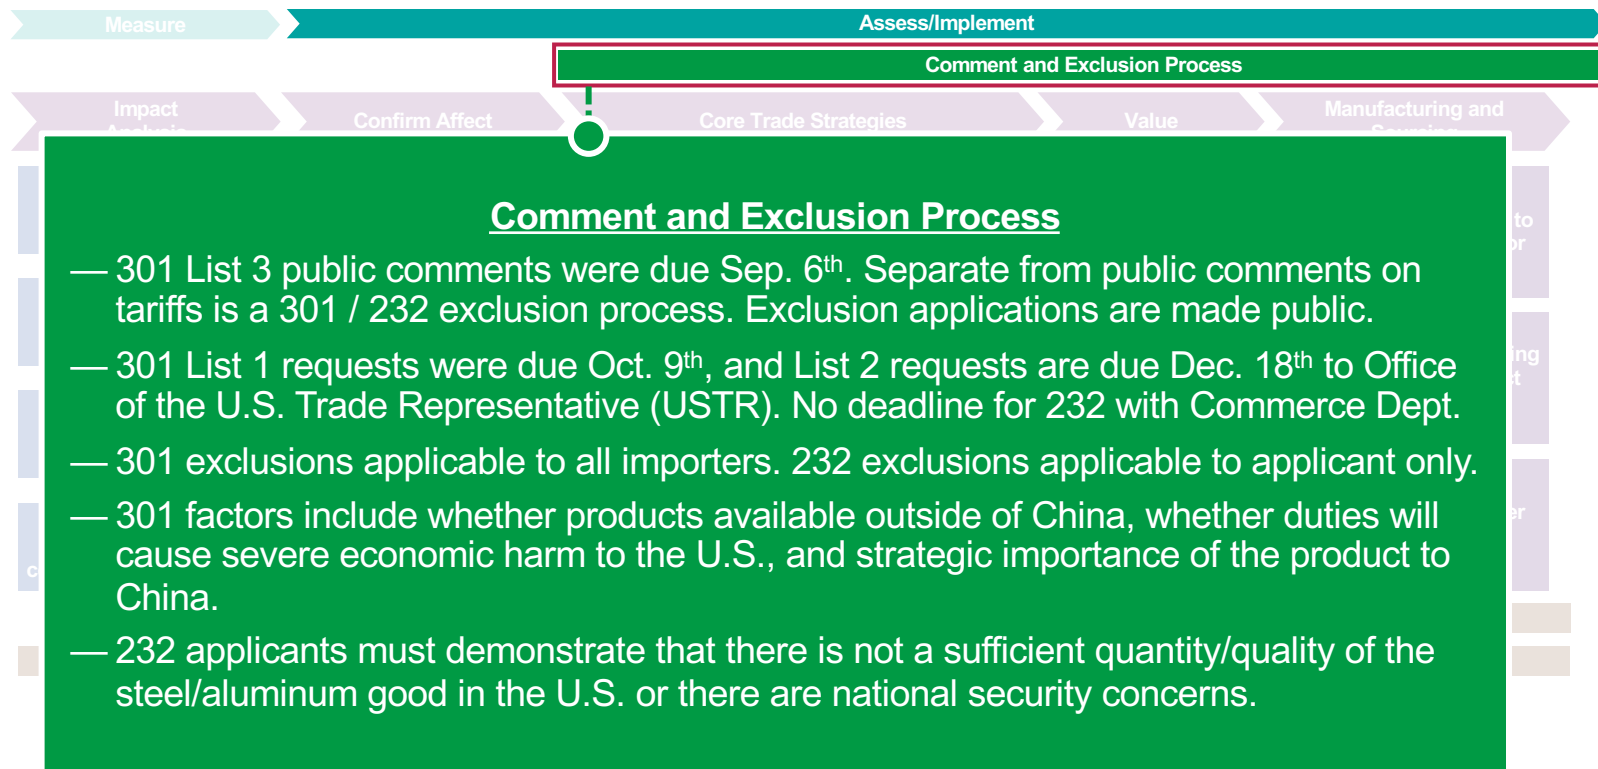 Measure
Assess/Implement
Comment and Exclusion Process
Impact
Confirm Affect
Core Trade Strategies
Value
Manufacturing and
Comment and Exclusion Process
— 301 List 3 public comments were due Sep. 6th. Separate from public comments on
tariffs is a 301 / 232 exclusion process. Exclusion applications are made public.
— 301 List 1 requests were due Oct. 9th, and List 2 requests are due Dec. 18th to Office
of the U.S. Trade Representative (USTR). No deadline for 232 with Commerce Dept.
— 301 exclusions applicable to all importers. 232 exclusions applicable to applicant only.
— 301 factors include whether products available outside of China, whether duties will
cause severe economic harm to the U.S., and strategic importance of the product to
China.
— 232 applicants must demonstrate that there is not a sufficient quantity/quality of the
steel/aluminum good in the U.S. or there are national security concerns.
to